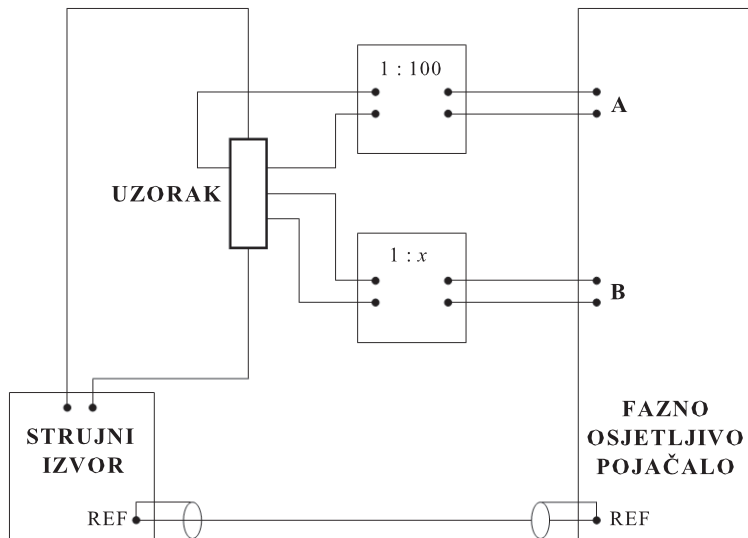 1 : 100
A
UZORAK
1 : x
B
STRUJNI
IZVOR
REF
FAZNO
OSJETLJIVO
POJAČALO
REF